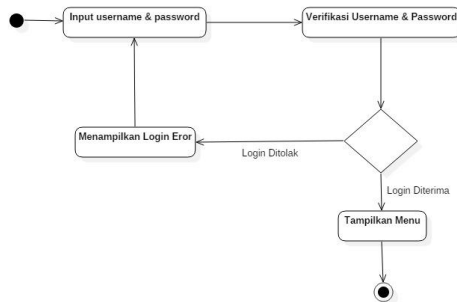 Input username & password
Verifikasi Username & Password
Menampilkan Login Eror
Login Ditolak
Login Diterima
Tampilkan Menu